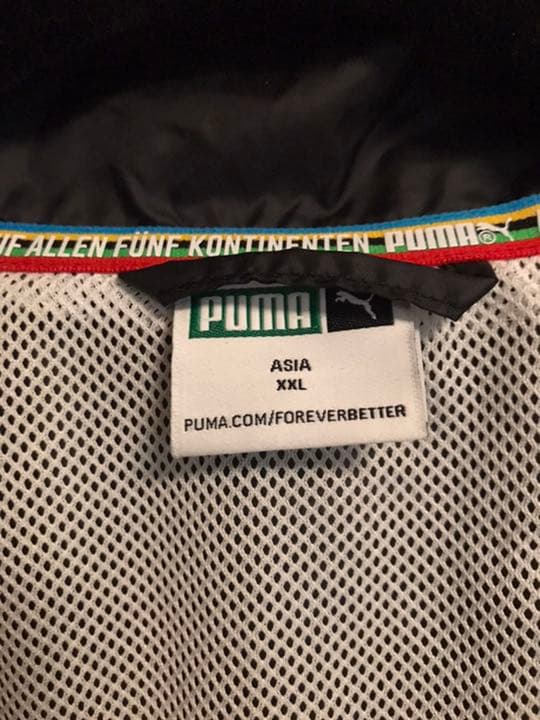 ALLEN FÜNF KONTINENTEN PUMA®
PUMA
ASIA
XXL
PUMA.COM/FOREVERBETTER